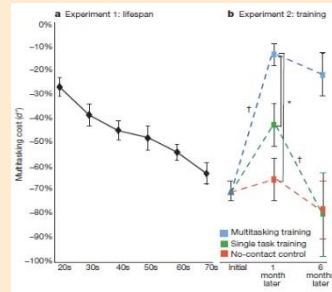 a Experiment 1: lifespan
b Experiment 2: training
Multitasking cost (d')
0%
–10%
–20%
–30%
–40%
–50%
–60%
–70%
–80%
–90%
–100%
20s 30s 40s 50s 60s 70s
†
*
†
Multitasking training
Single task training
No-contact control
Initial 1 month later 6 month later